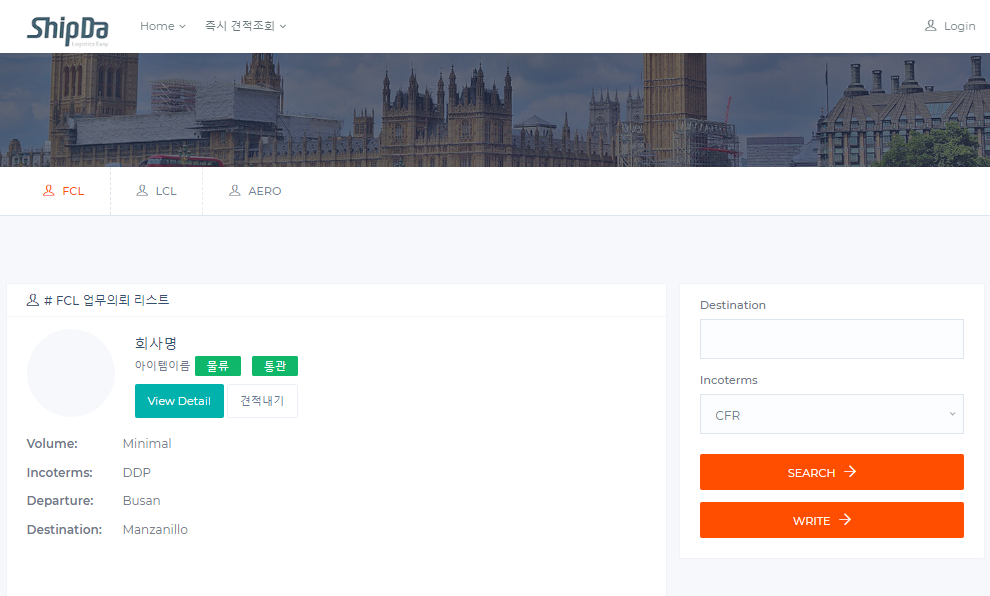 ShipDa
Home
즉시 견적조회
Login
FCL
LCL
AERO
# FCL 업무의뢰 리스트
회사명
아이템이름 물류 통관
View Detail 견적내기
Volume: Minimal
Incoterms: DDP
Departure: Busan
Destination: Manzanillo
Destination
Incoterms
CFR
SEARCH
WRITE